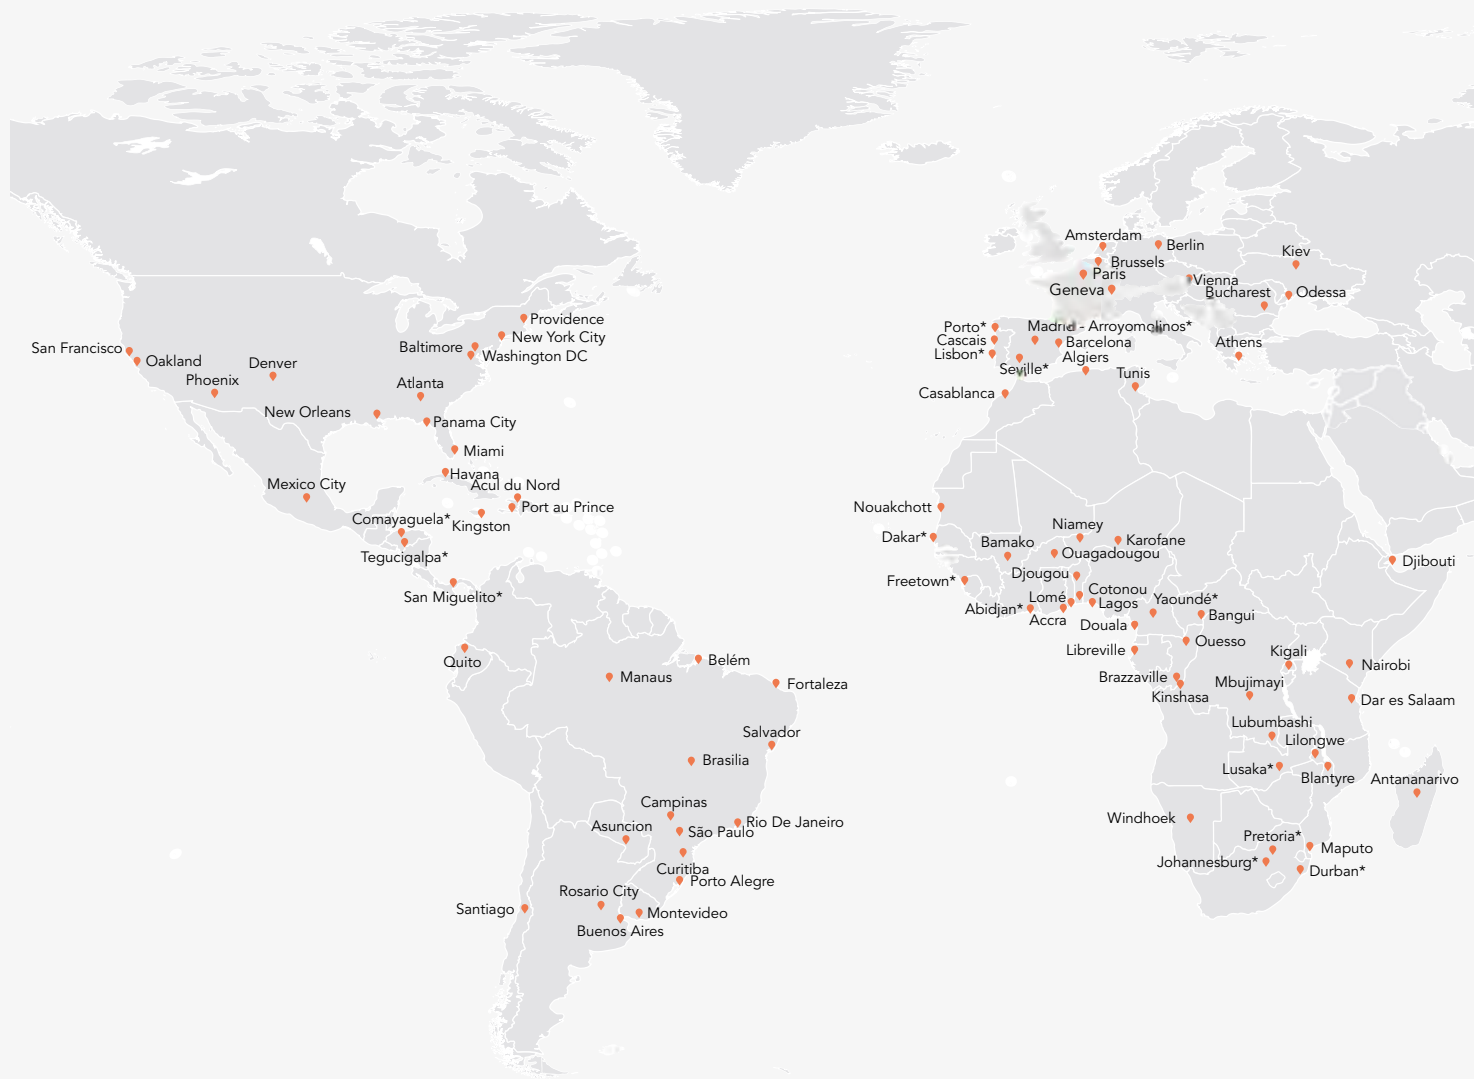 San Francisco
Oakland
Phoenix
Denver
New Orleans
Providence
New York City
Baltimore
Washington DC
Atlanta
Panama City
Miami
Havana
Acul du Nord
Port au Prince
Kingston
Mexico City
Comayaguela*
Tegucigalpa*
San Miguelito*
Quito
Belém
Manaus
Fortaleza
Salvador
Brasilia
Campinas
Rio De Janeiro
São Paulo
Asuncion
Curitiba
Porto Alegre
Rosario City
Santiago
Montevideo
Buenos Aires
Amsterdam
Berlin
Kiev
Brussels
Paris
Vienna
Geneva
Bucharest
Odessa
Porto*
Madrid - Arroyomolinos*
Cascais
Barcelona
Athens
Lisbon*
Algiers
Seville*
Tunis
Casablanca
Nouakchott
Dakar*
Niamey
Bamako
Karofane
Ouagadougou
Djibouti
Djougou
Freetown*
Cotonou
Lomé
Lagos
Yaoundé*
Abidjan*
Accra
Bangui
Douala
Ouesso
Libreville
Kigali
Nairobi
Brazzaville
Mbujimayi
Kinshasa
Dar es Salaam
Lubumbashi
Lilongwe
Lusaka*
Blantyre
Antananarivo
Windhoek
Pretoria*
Maputo
Johannesburg*
Durban*